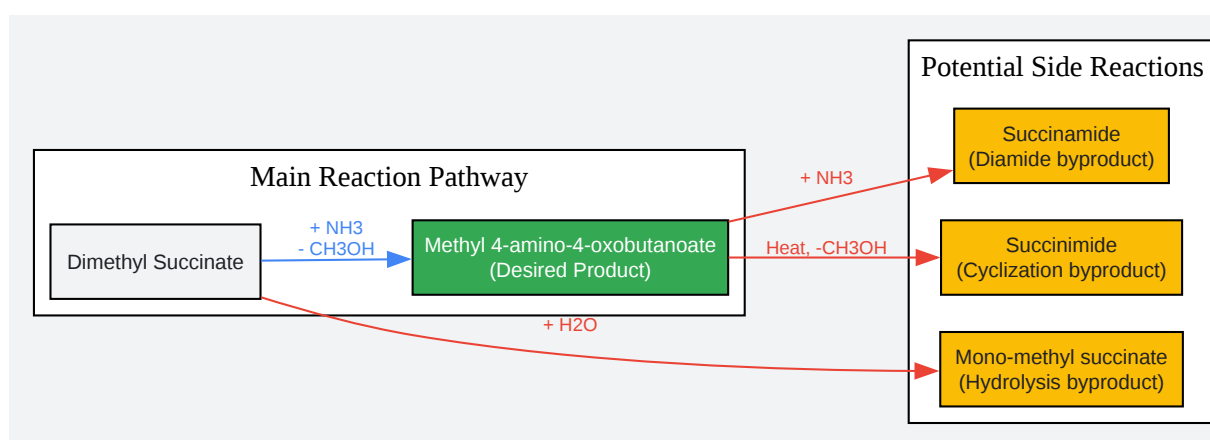 Potential Side Reactions
Succinamide
(Diamide byproduct)
Main Reaction Pathway
+ NH3
+ NH3
- CH3OH
Methyl 4-amino-4-oxobutanoate
(Desired Product)
Heat, -CH3OH
Succinimide
(Cyclization byproduct)
Dimethyl Succinate
+ H2O
Mono-methyl succinate
(Hydrolysis byproduct)